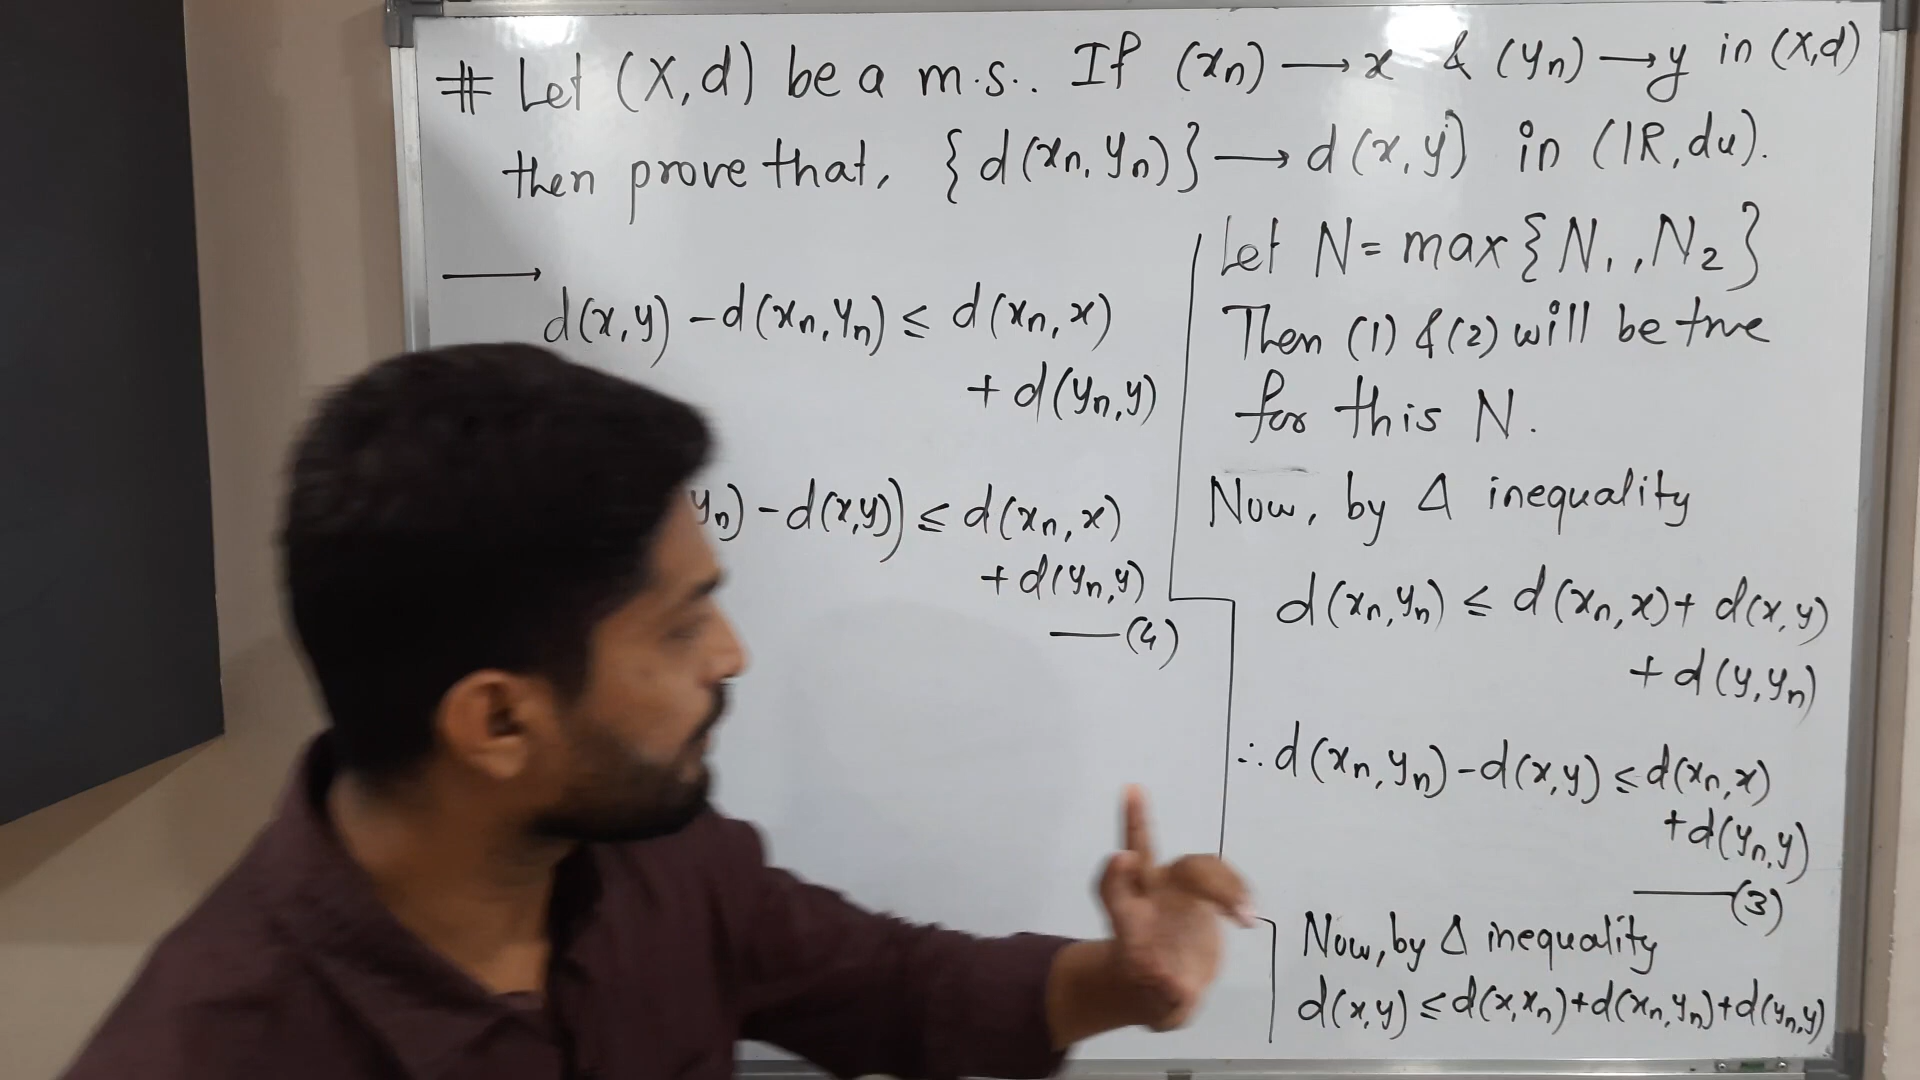 # Let (X,d) be a m.s.. If (xn) → x & (yn) → y in (X,d)
then prove that, {d(xn, yn)} → d(x,y) in (IR, du).
→
d(x,y) - d(xn,yn) ≤ d(xn,x)
+ d(yn,y)
yn) - d(x,y)) ≤ d(xn,x)
+ d(yn,y)
—(4)
Let N = max{N1, N2}
Then (1) & (2) will be true
for this N.
Now, by Δ inequality
d(xn,yn) ≤ d(xn,x) + d(x,y)
+ d(y,yn)
∴ d(xn,yn) - d(x,y) ≤ d(xn,x)
+ d(yn,y)
—(3)
Now, by Δ inequality
d(x,y) ≤ d(x,xn) + d(xn,yn) + d(yn,y)